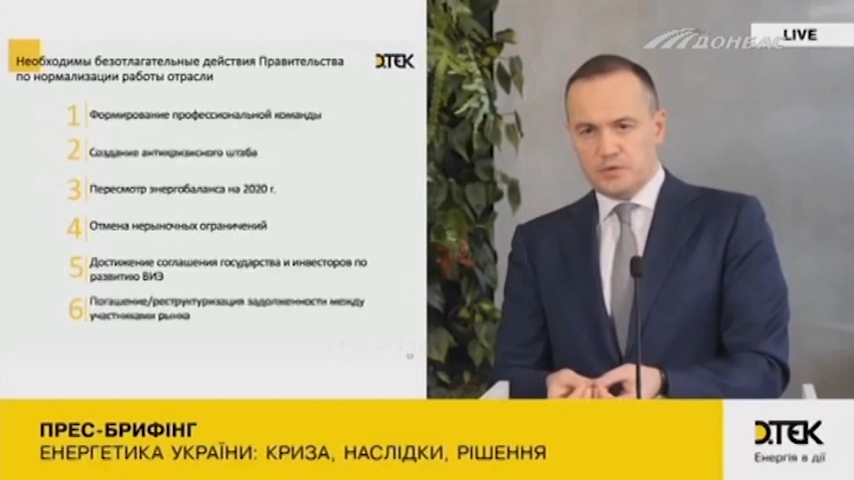 Необходимы безотлагательные действия Правительства
по нормализации работы отрасли
D.TEK
1 Формирование профессиональной команды
2 Создание антикризисного штаба
3 Пересмотр энергобаланса на 2020 г.
4 Отмена нерыночных ограничений
5 Достижение соглашения государства и инвесторов по
развитию ВИЭ
6 Погашение/реструктуризация задолженности между
участниками рынка
ДОНБАС
LIVE
ПРЕС-БРИФІНГ
ЕНЕРГЕТИКА УКРАЇНИ: КРИЗА, НАСЛІДКИ, РІШЕННЯ
D.TEK
Енергія в дії